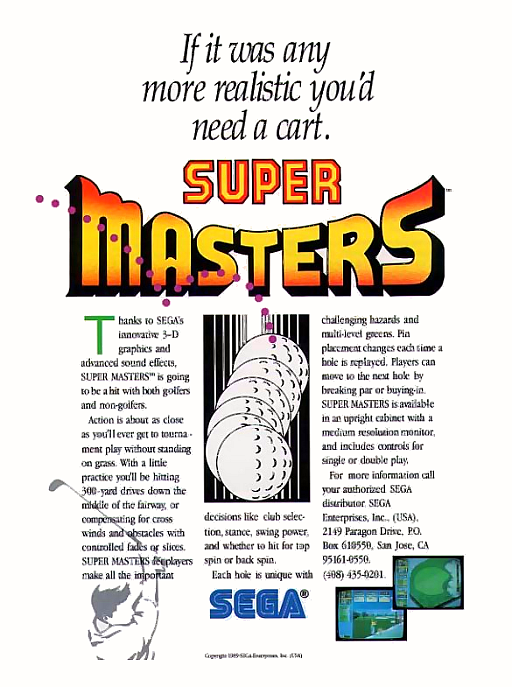 If it was any
more realistic you'd
need a cart.
SUPER
MASTERS™
Thanks to SEGA's
innovative 3-D
graphics and
advanced sound effects,
SUPER MASTERS™ is going
to be a hit with both golfers
and non-golfers.
Action is about as close
as you'll ever get to tourna-
ment play without standing
on grass. With a little
practice you'll be hitting
300-yard drives down the
middle of the fairway, or
compensating for cross
winds and obstacles with
controlled fades or slices.
SUPER MASTERS lets players
make all the important
decisions like club selec-
tion, stance, swing power,
and whether to hit for top
spin or back spin.
Each hole is unique with
challenging hazards and
multi-level greens. Pin
placement changes each time a
hole is replayed. Players can
move to the next hole by
breaking par or buying-in.
SUPER MASTERS is available
in an upright cabinet with a
medium resolution monitor,
and includes controls for
single or double play.
For more information call
your authorized SEGA
distributor. SEGA
Enterprises, Inc., (USA),
2149 Paragon Drive, P.O.
Box 610550, San Jose, CA
95161-0550.
(408) 435-0201.
SEGA®
Copyright 1989 SEGA Enterprises, Inc. (USA)